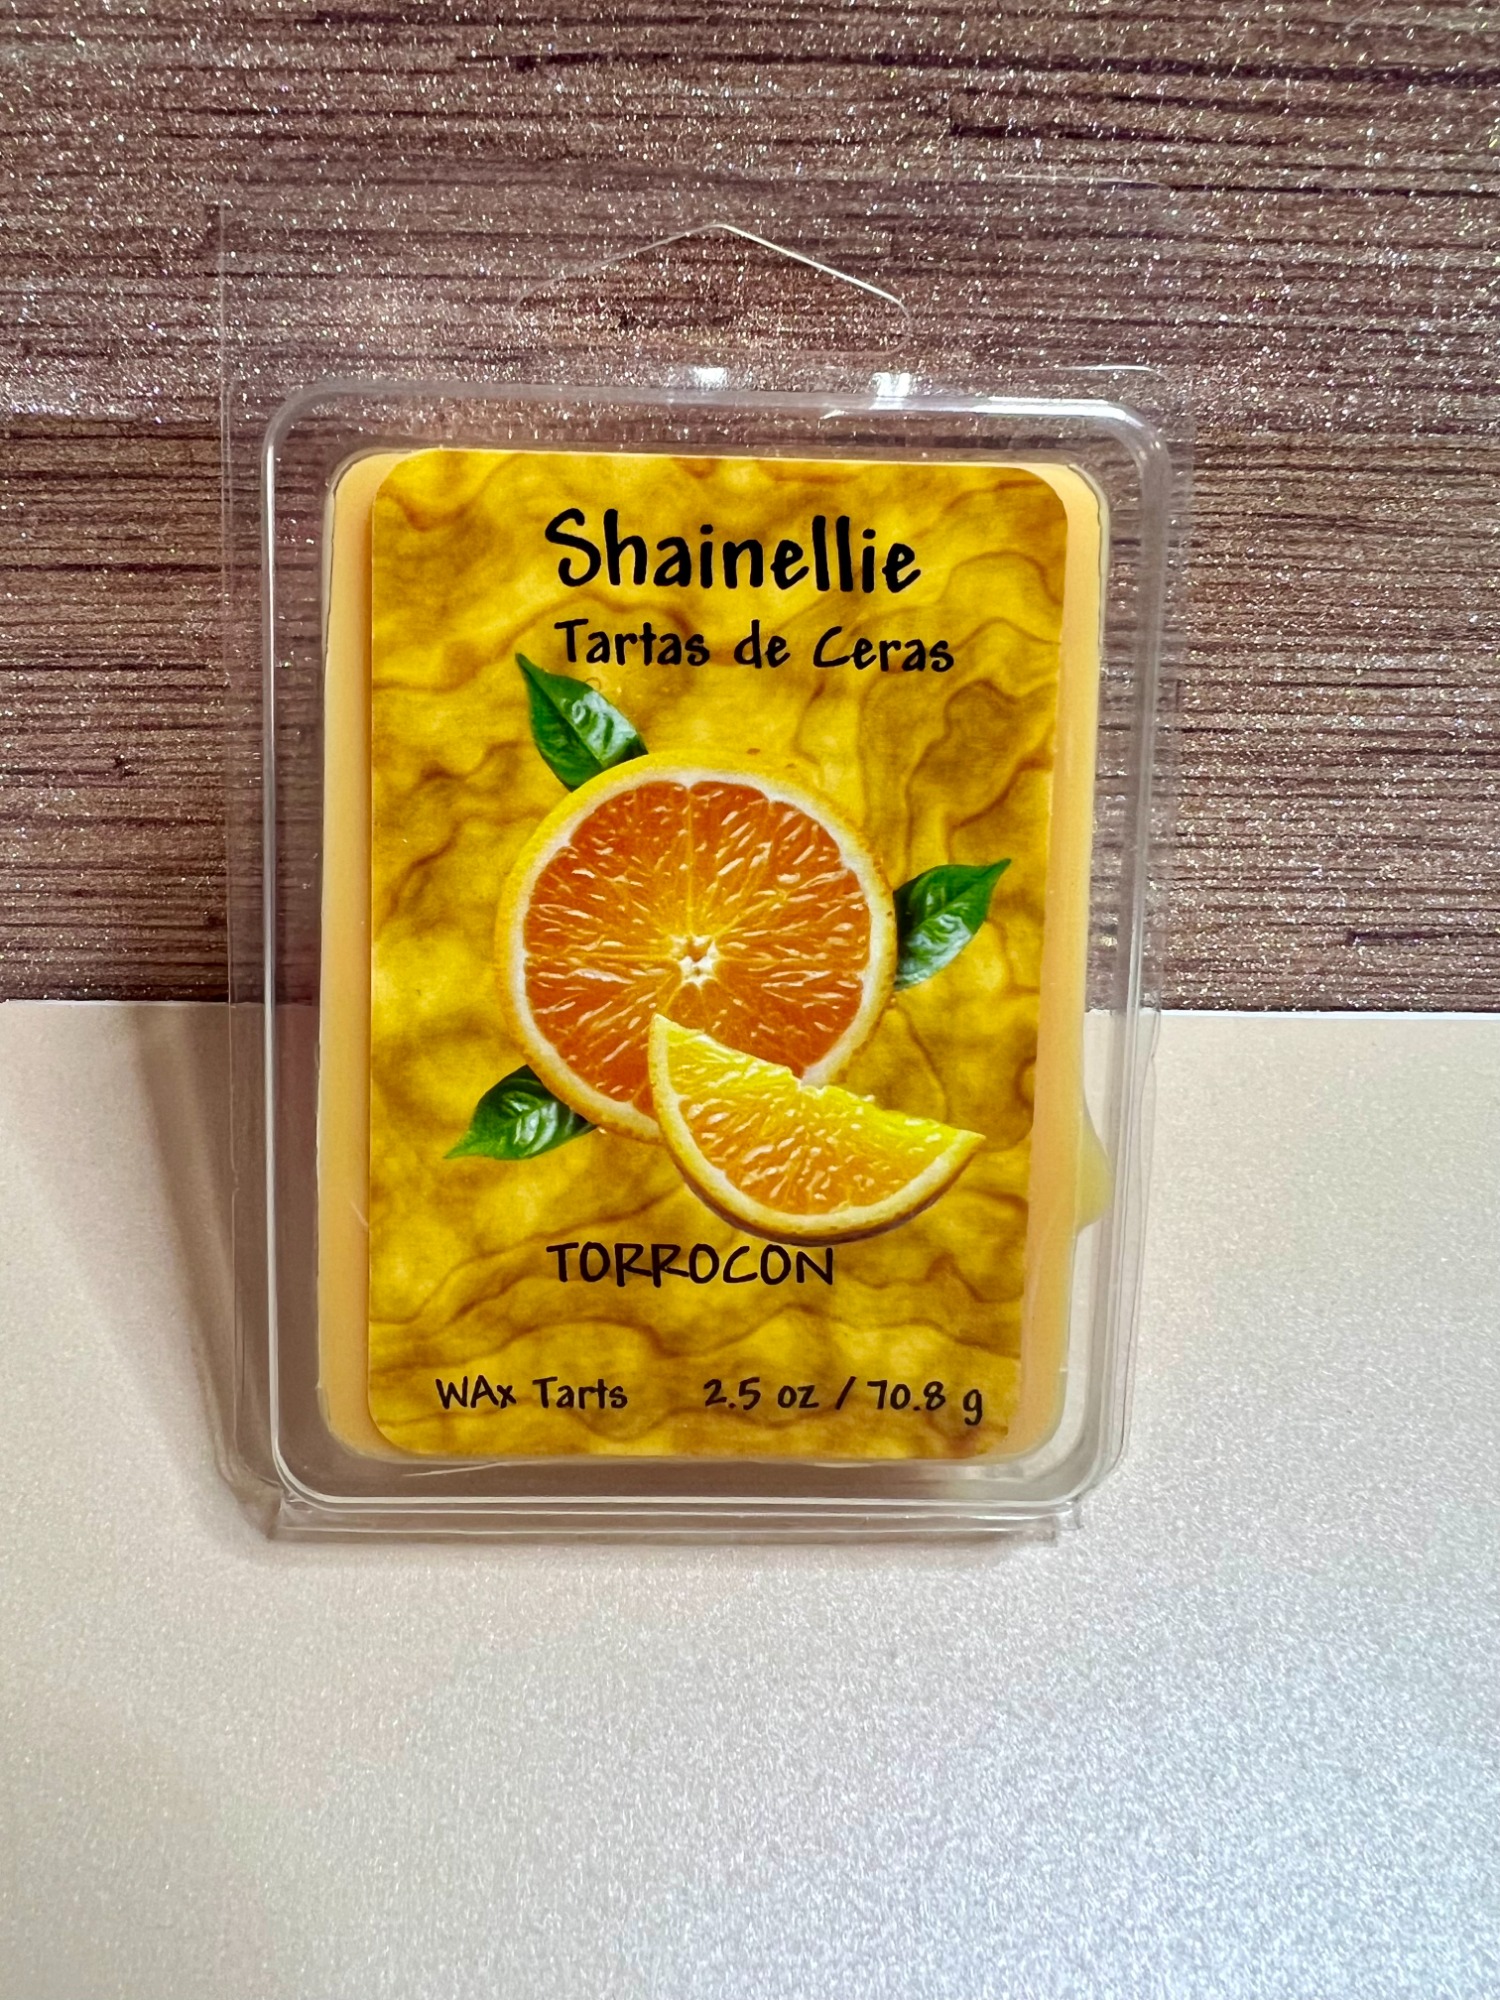 Shainellie
Tartas de Ceras
TORROCON
WAx Tarts 2.5 oz / 70.8 g